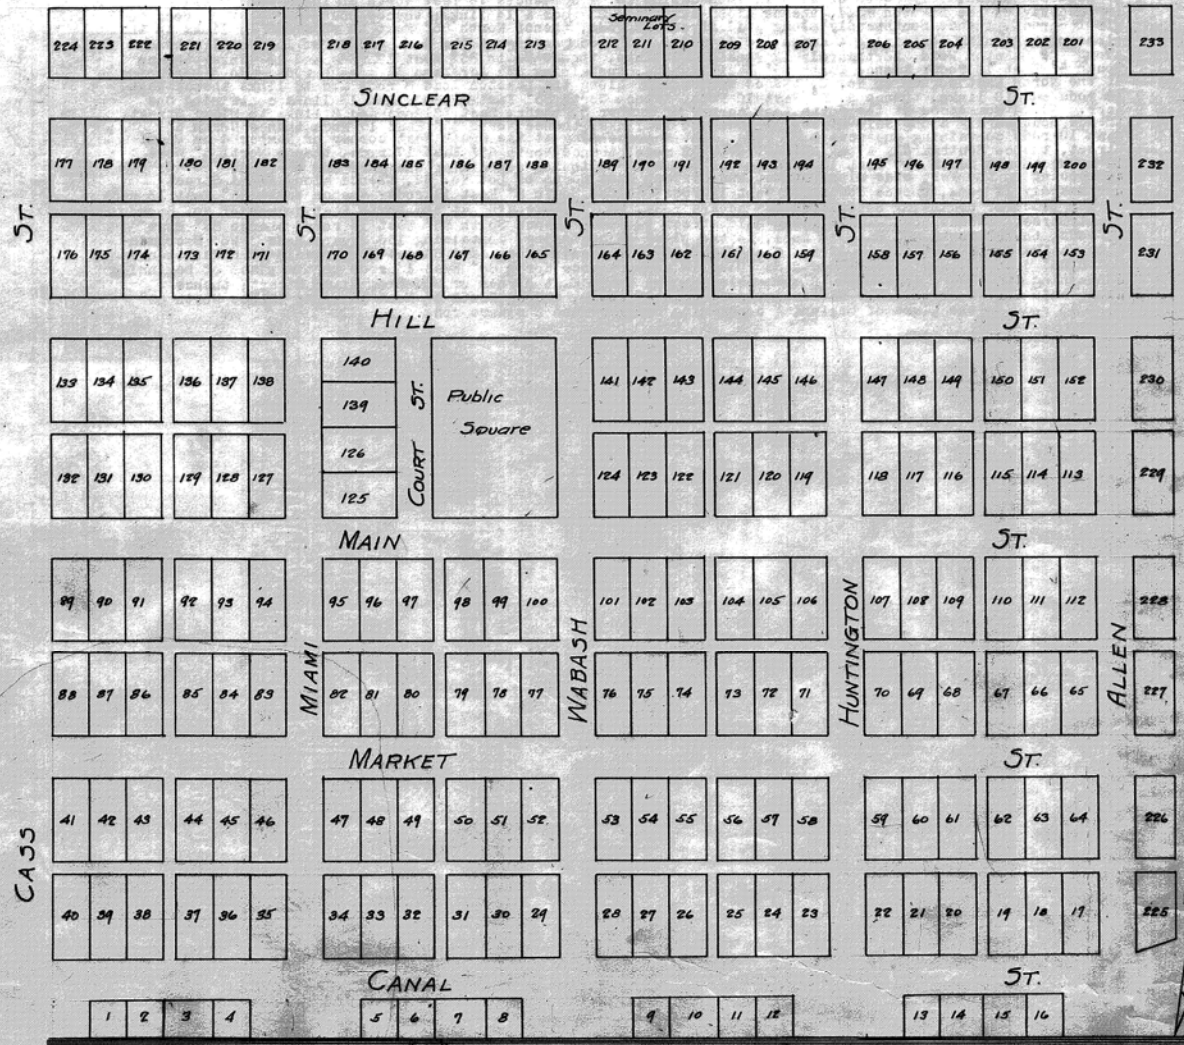 Seminary
Lots.
224 223 222 221 220 219 218 217 216 215 214 213 212 211 210 209 208 207 206 205 204 203 202 201 233
SINCLEAR ST.
177 178 179 180 181 182 183 184 185 186 187 188 189 190 191 192 193 194 195 196 197 198 199 200 232
ST. ST. ST. ST. ST.
176 175 174 173 172 171 170 169 168 167 166 165 164 163 162 161 160 159 158 157 156 155 154 153 231
HILL ST.
140
133 134 135 136 137 138 139 141 142 143 144 145 146 147 148 149 150 151 152 230
COURT ST.
Public
Square
126
132 131 130 129 128 127 125 124 123 122 121 120 119 118 117 116 115 114 113 229
MAIN ST.
89 90 91 92 93 94 95 96 97 98 99 100 101 102 103 104 105 106 107 108 109 110 111 112 228
CASS MIAMI WABASH HUNTINGTON ALLEN
88 87 86 85 84 83 82 81 80 79 78 77 76 75 74 73 72 71 70 69 68 67 66 65 227
MARKET ST.
41 42 43 44 45 46 47 48 49 50 51 52 53 54 55 56 57 58 59 60 61 62 63 64 226
40 39 38 37 36 35 34 33 32 31 30 29 28 27 26 25 24 23 22 21 20 19 18 17 225
CANAL ST.
1 2 3 4 5 6 7 8 9 10 11 12 13 14 15 16